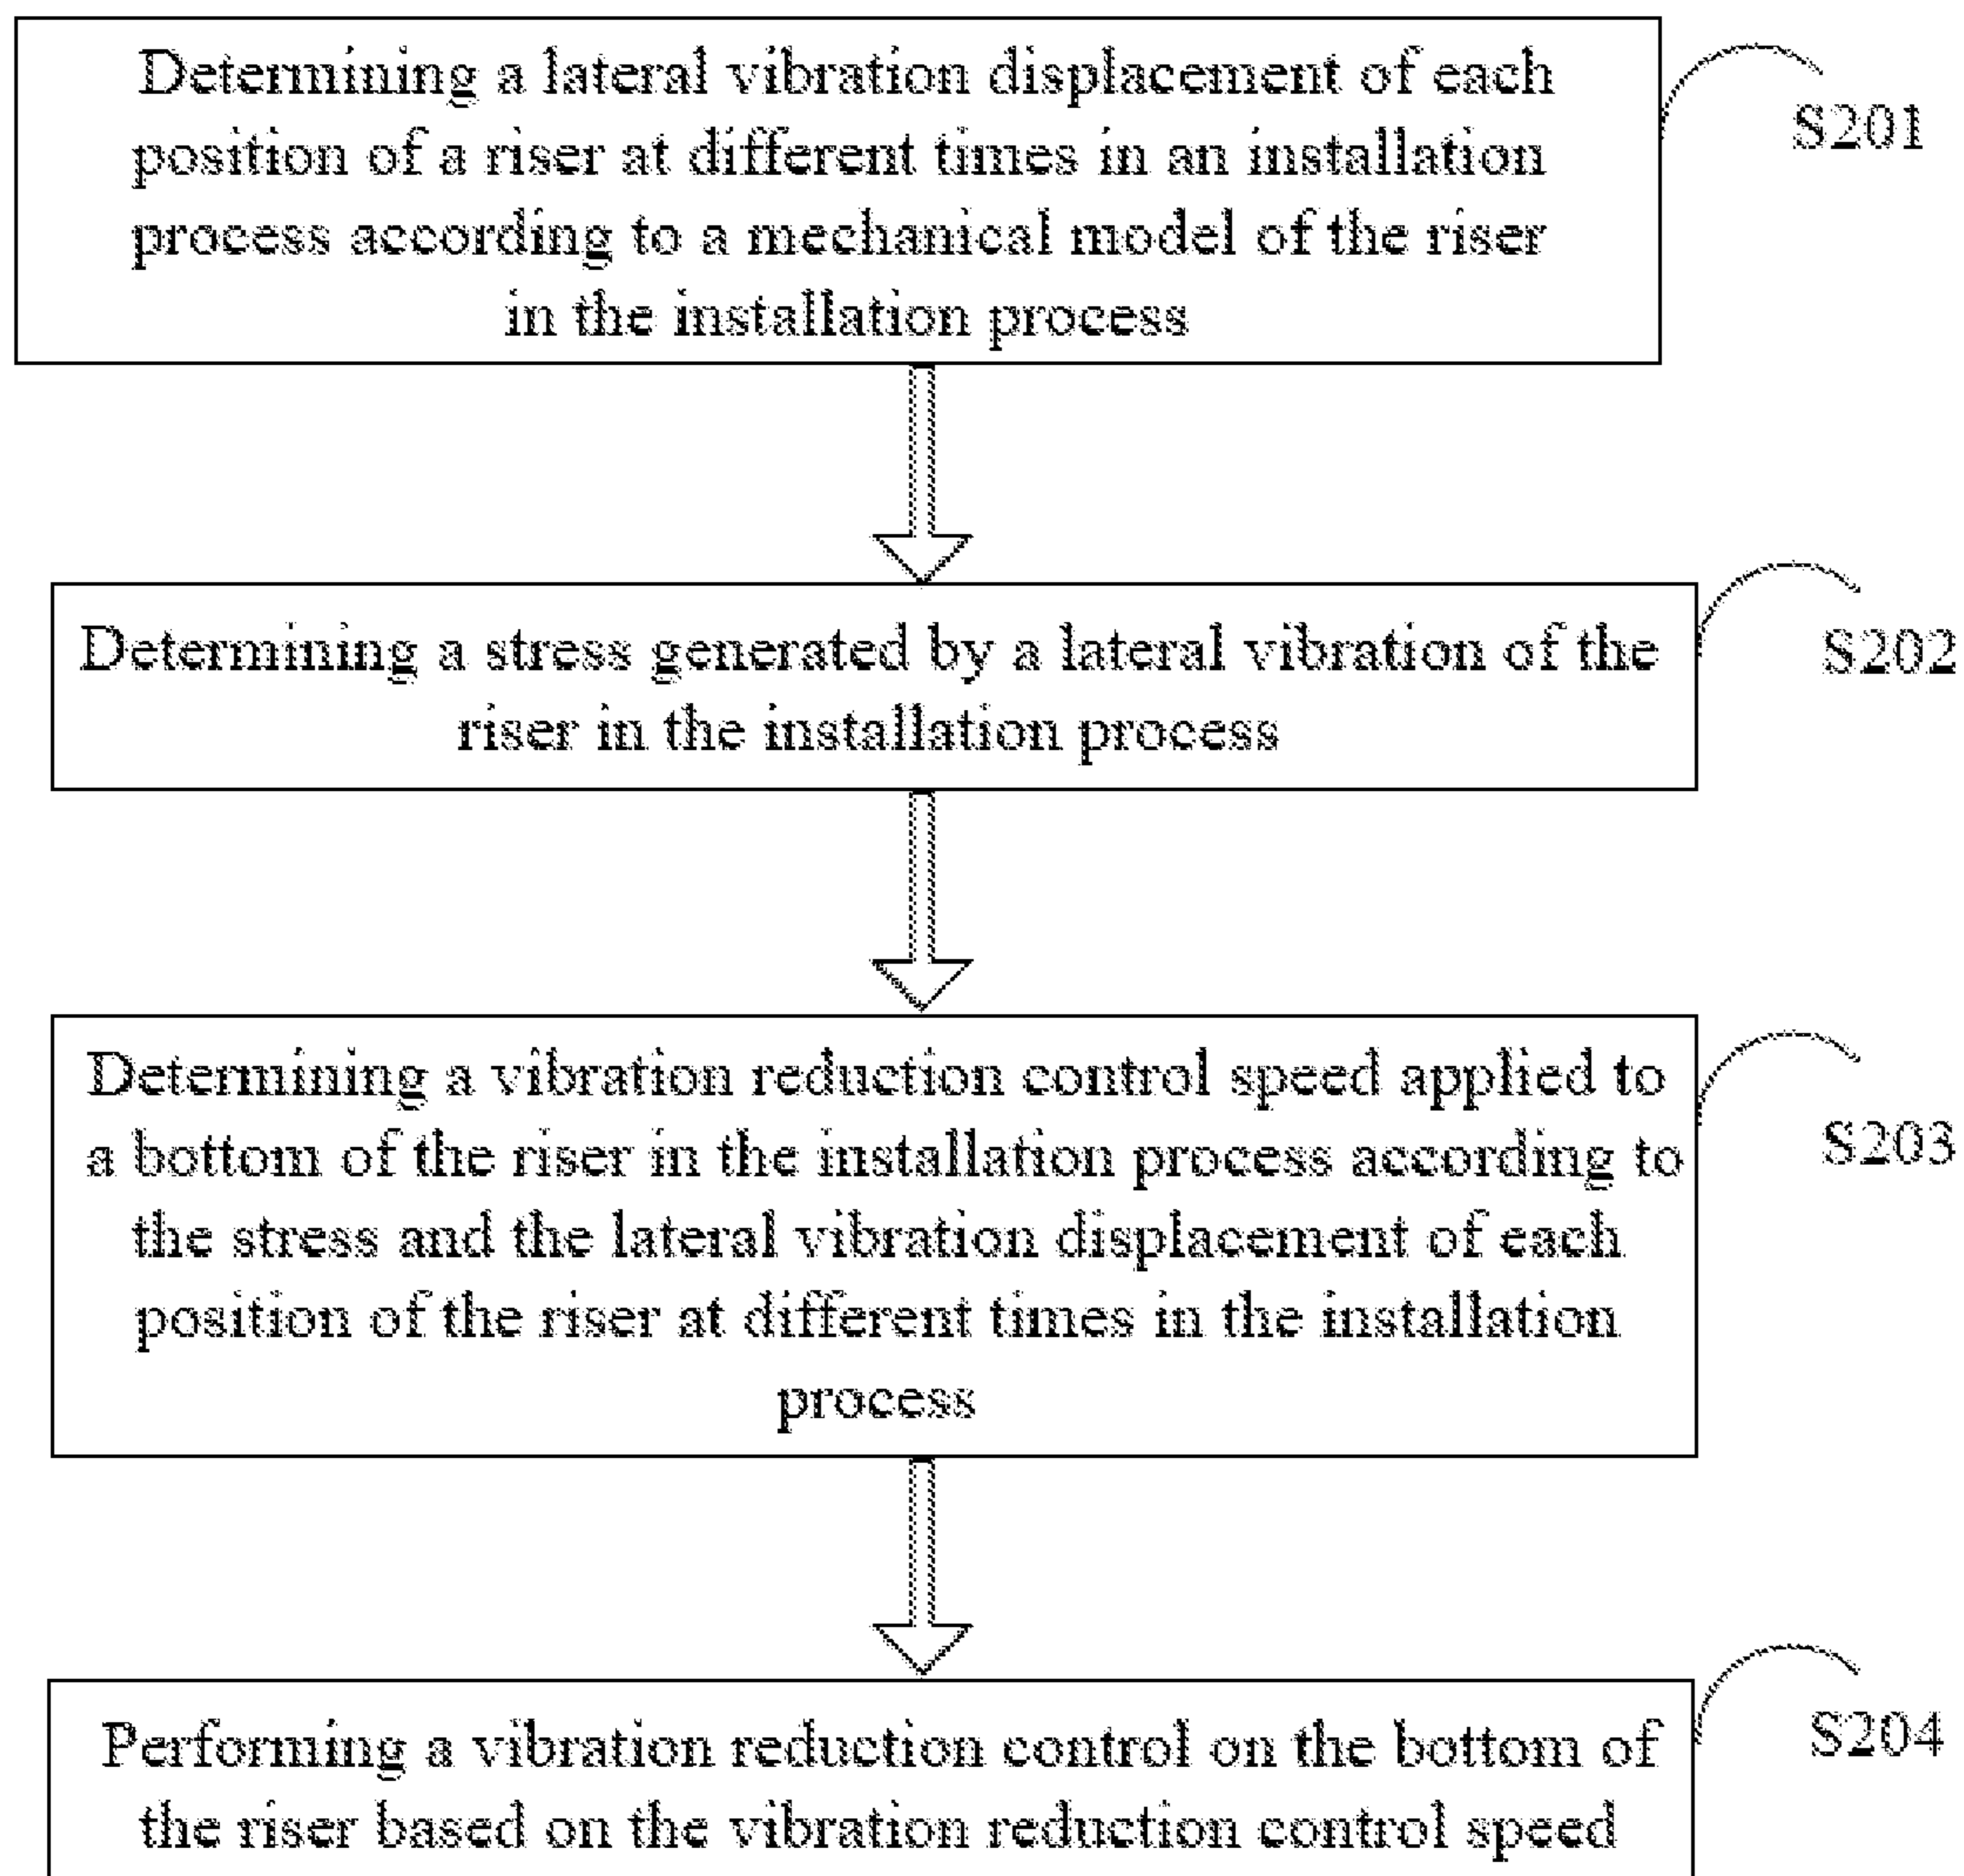 Determining a lateral vibration displacement of each
position of a riser at different times in an installation
process according to a mechanical model of the riser
in the installation process
S201
Determining a stress generated by a lateral vibration of the
riser in the installation process
S202
Determining a vibration reduction control speed applied to
a bottom of the riser in the installation process according to
the stress and the lateral vibration displacement of each
position of the riser at different times in the installation
process
S203
Performing a vibration reduction control on the bottom of
the riser based on the vibration reduction control speed
S204